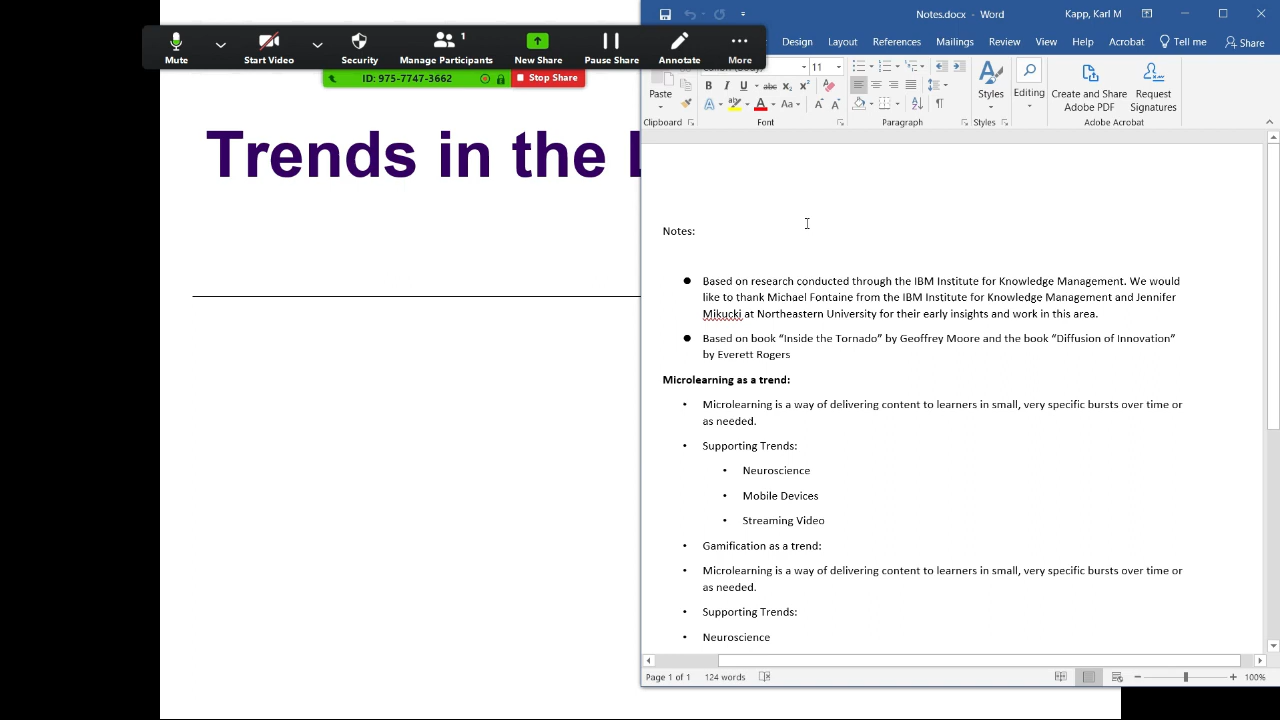 Notes.docx - Word
Kapp, Karl M
Design Layout References Mailings Review View Help Acrobat Tell me Share
Mute Start Video Security Manage Participants 1 New Share Pause Share Annotate More
ID: 975-7747-3662 Stop Share
11
Paste Styles Editing Create and Share Adobe PDF Request Signatures
Clipboard Font Paragraph Styles Adobe Acrobat
Trends in the
Notes:
● Based on research conducted through the IBM Institute for Knowledge Management. We would
like to thank Michael Fontaine from the IBM Institute for Knowledge Management and Jennifer
Mikucki at Northeastern University for their early insights and work in this area.
● Based on book “Inside the Tornado” by Geoffrey Moore and the book “Diffusion of Innovation”
by Everett Rogers
Microlearning as a trend:
• Microlearning is a way of delivering content to learners in small, very specific bursts over time or
as needed.
• Supporting Trends:
• Neuroscience
• Mobile Devices
• Streaming Video
• Gamification as a trend:
• Microlearning is a way of delivering content to learners in small, very specific bursts over time or
as needed.
• Supporting Trends:
• Neuroscience
Page 1 of 1 124 words 100%